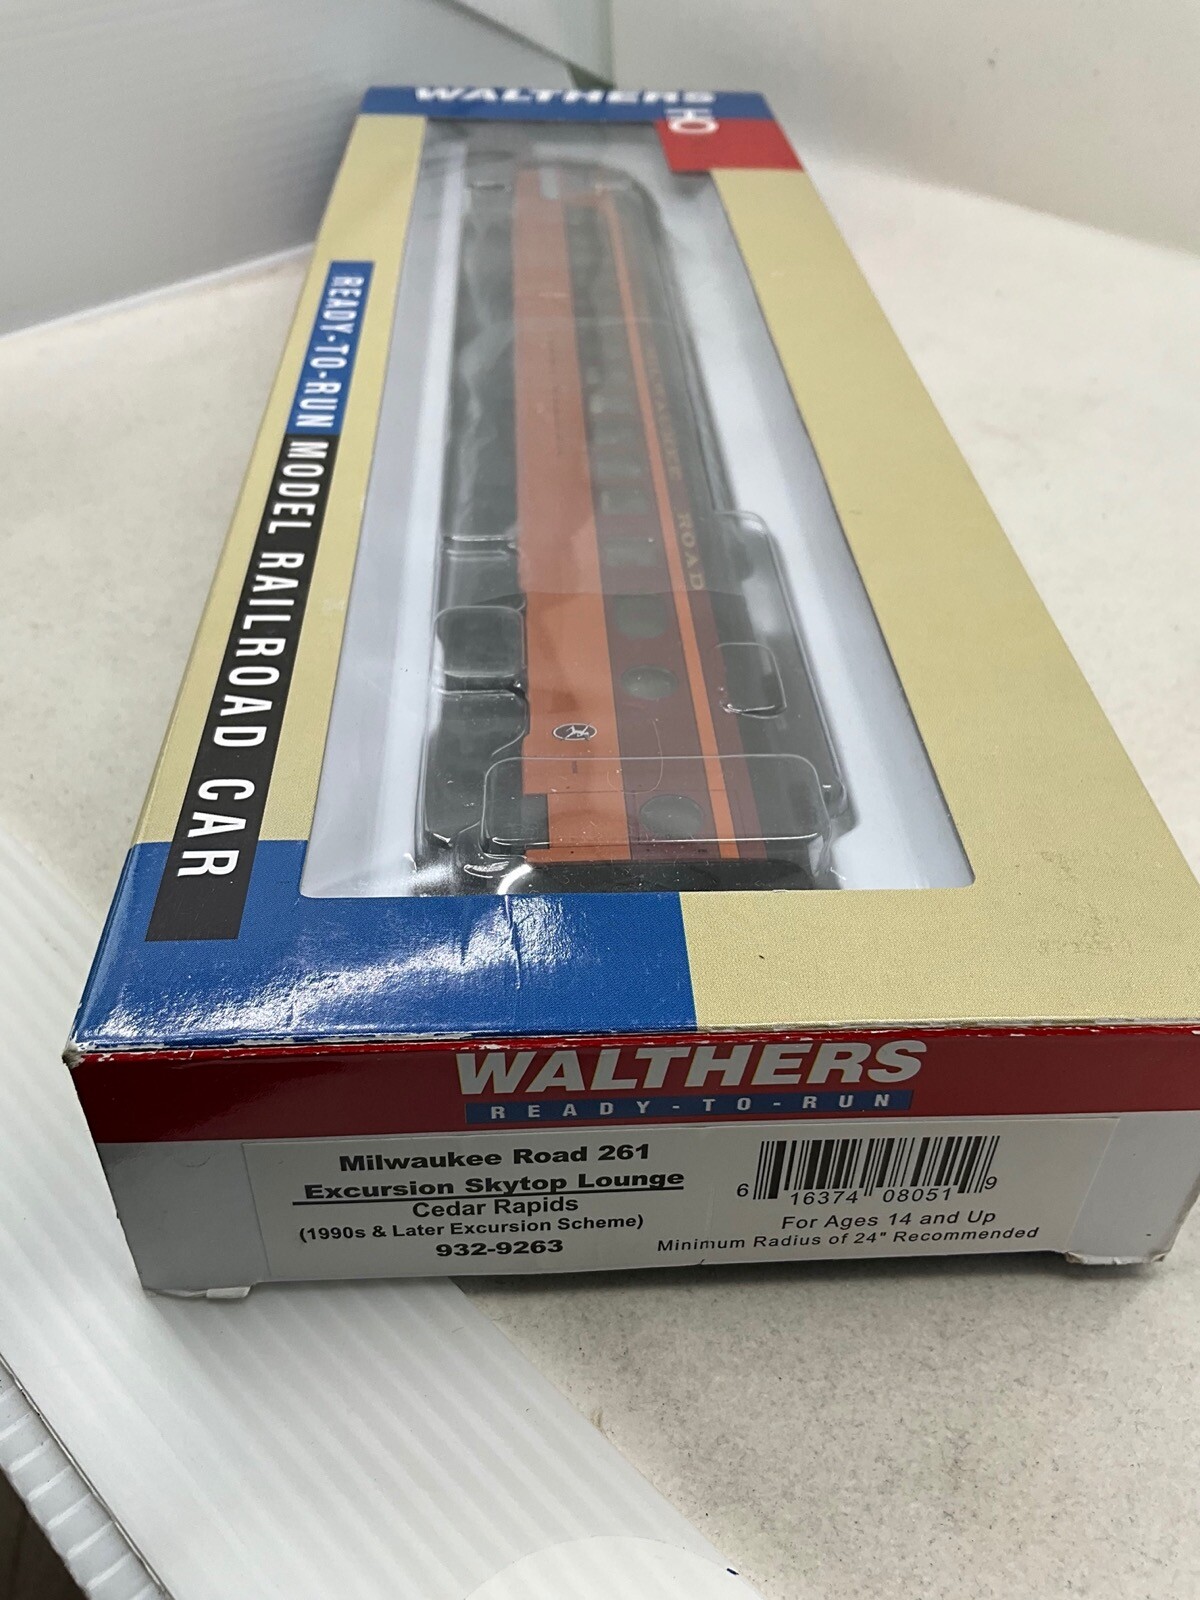 WALTHERS
HO
READY-TO-RUN MODEL RAILROAD CAR
MILWAUKEE ROAD
WALTHERS
READY-TO-RUN
Milwaukee Road 261
Excursion Skytop Lounge
Cedar Rapids
(1990s & Later Excursion Scheme)
932-9263
6 16374 08051 9
For Ages 14 and Up
Minimum Radius of 24" Recommended